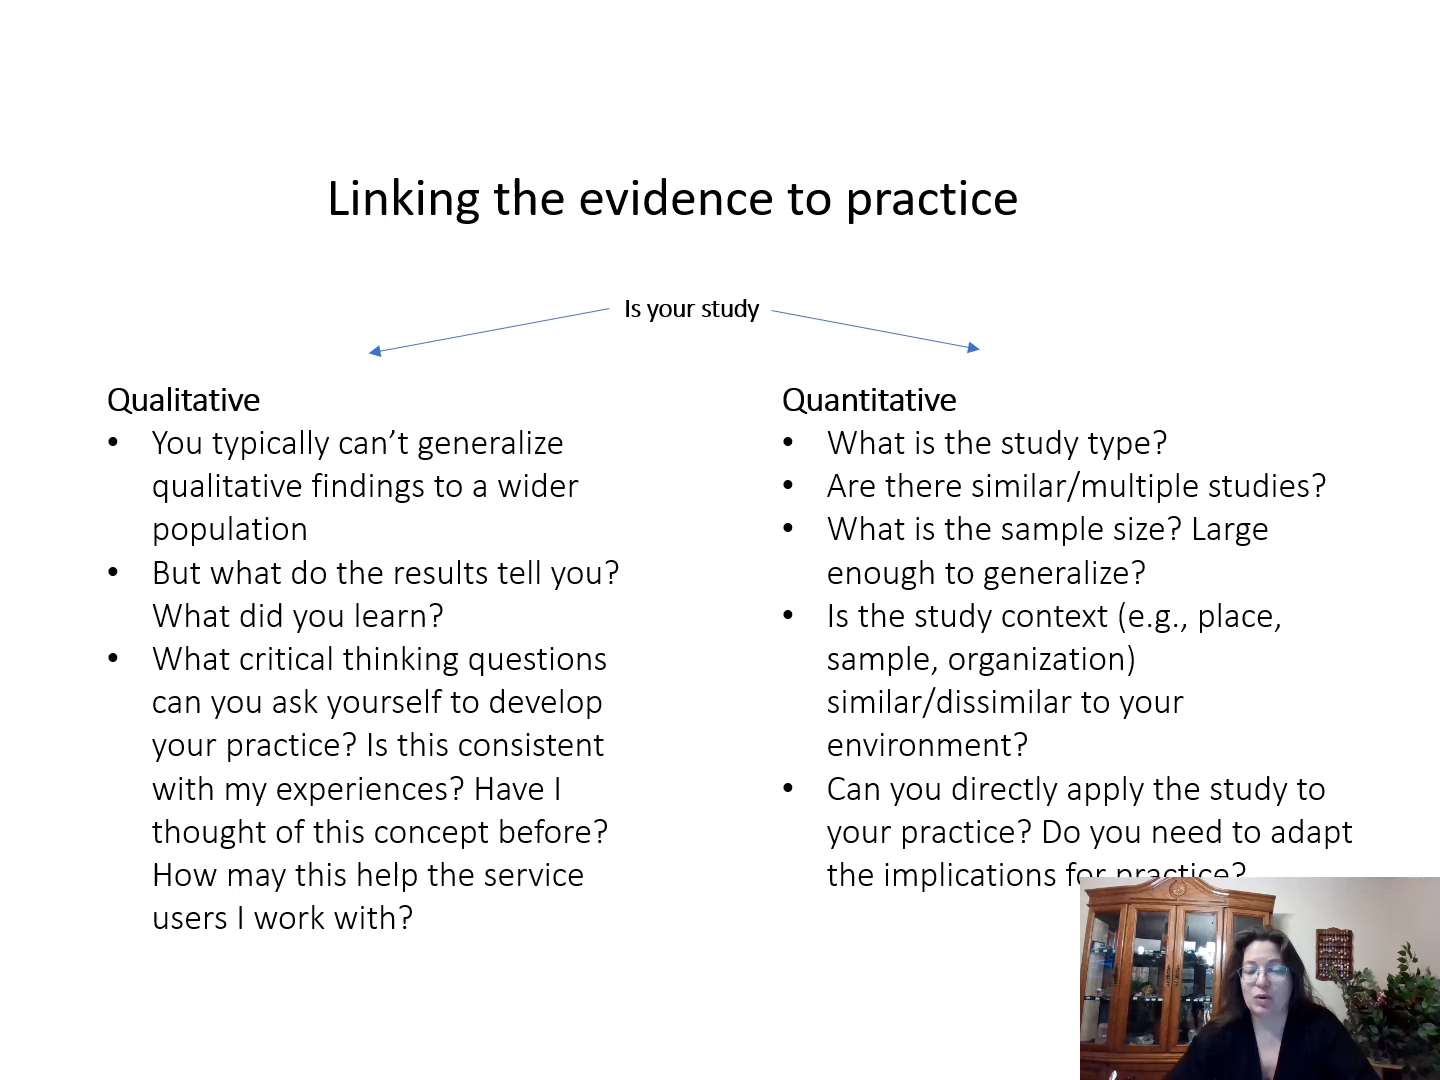 Linking the evidence to practice
Is your study
Qualitative
• You typically can’t generalize
qualitative findings to a wider
population
• But what do the results tell you?
What did you learn?
• What critical thinking questions
can you ask yourself to develop
your practice? Is this consistent
with my experiences? Have I
thought of this concept before?
How may this help the service
users I work with?
Quantitative
• What is the study type?
• Are there similar/multiple studies?
• What is the sample size? Large
enough to generalize?
• Is the study context (e.g., place,
sample, organization)
similar/dissimilar to your
environment?
• Can you directly apply the study to
your practice? Do you need to adapt
the implications for practice?